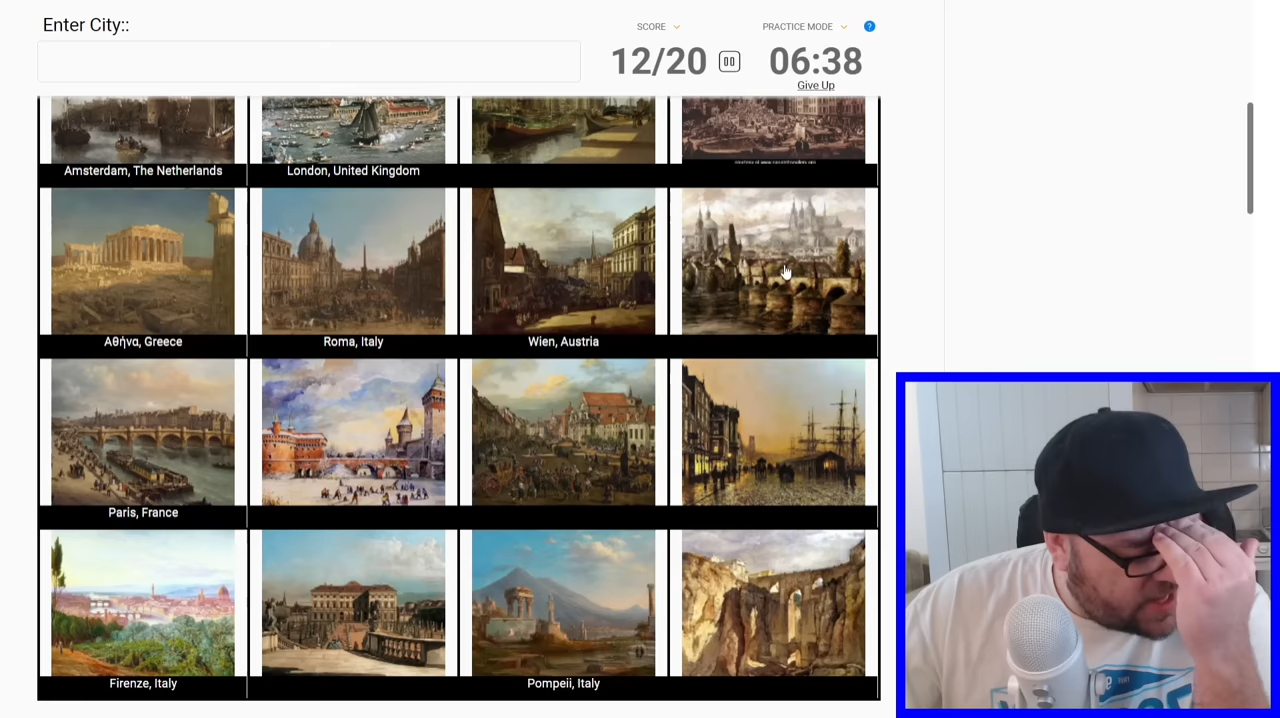 Enter City::
SCORE
PRACTICE MODE
?
12/20
06:38
Give Up
Amsterdam, The Netherlands
London, United Kingdom
Αθήνα, Greece
Roma, Italy
Wien, Austria
Paris, France
Firenze, Italy
Pompeii, Italy